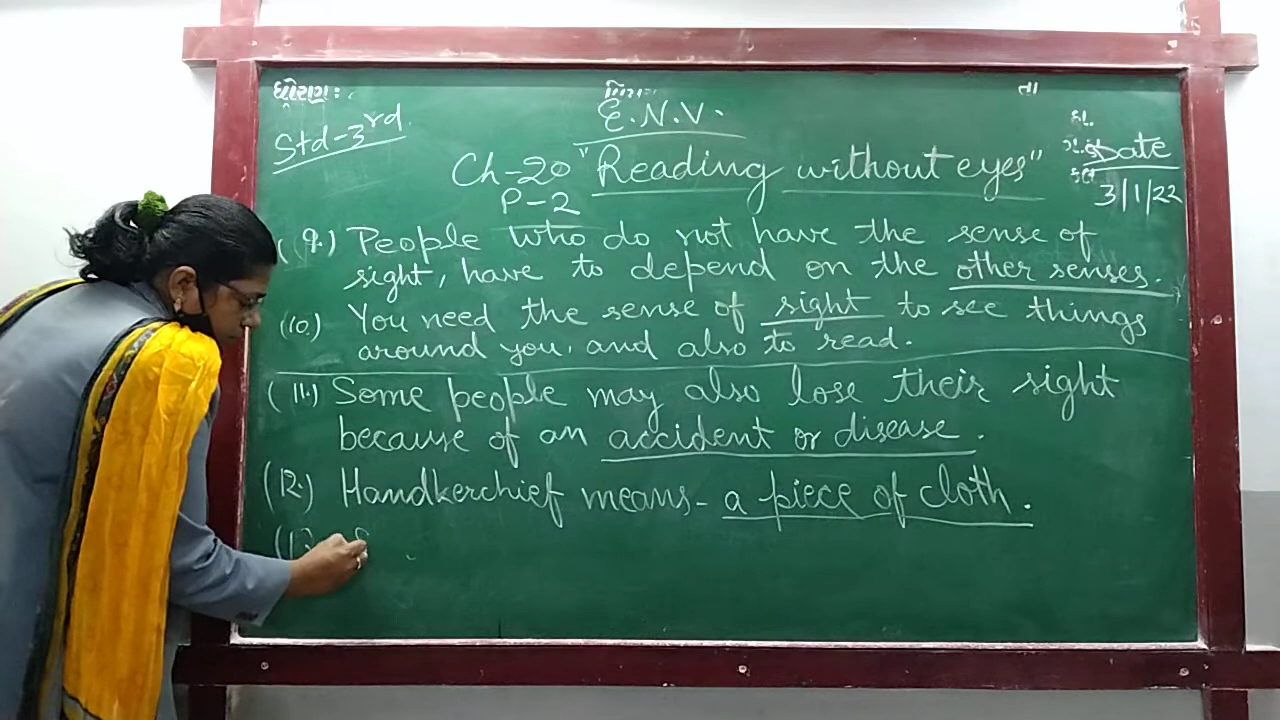 ધોરણ:
વિષય:
તા
Std-3rd
E.N.V.
Date
3/1/22
Ch-20 "Reading without eyes"
P-2
(9.) People who do not have the sense of
sight, have to depend on the other senses.
(10.) You need the sense of sight to see things
around you, and also to read.
(11.) Some people may also lose their sight
because of an accident or disease.
(12.) Handkerchief means - a piece of cloth.
(13